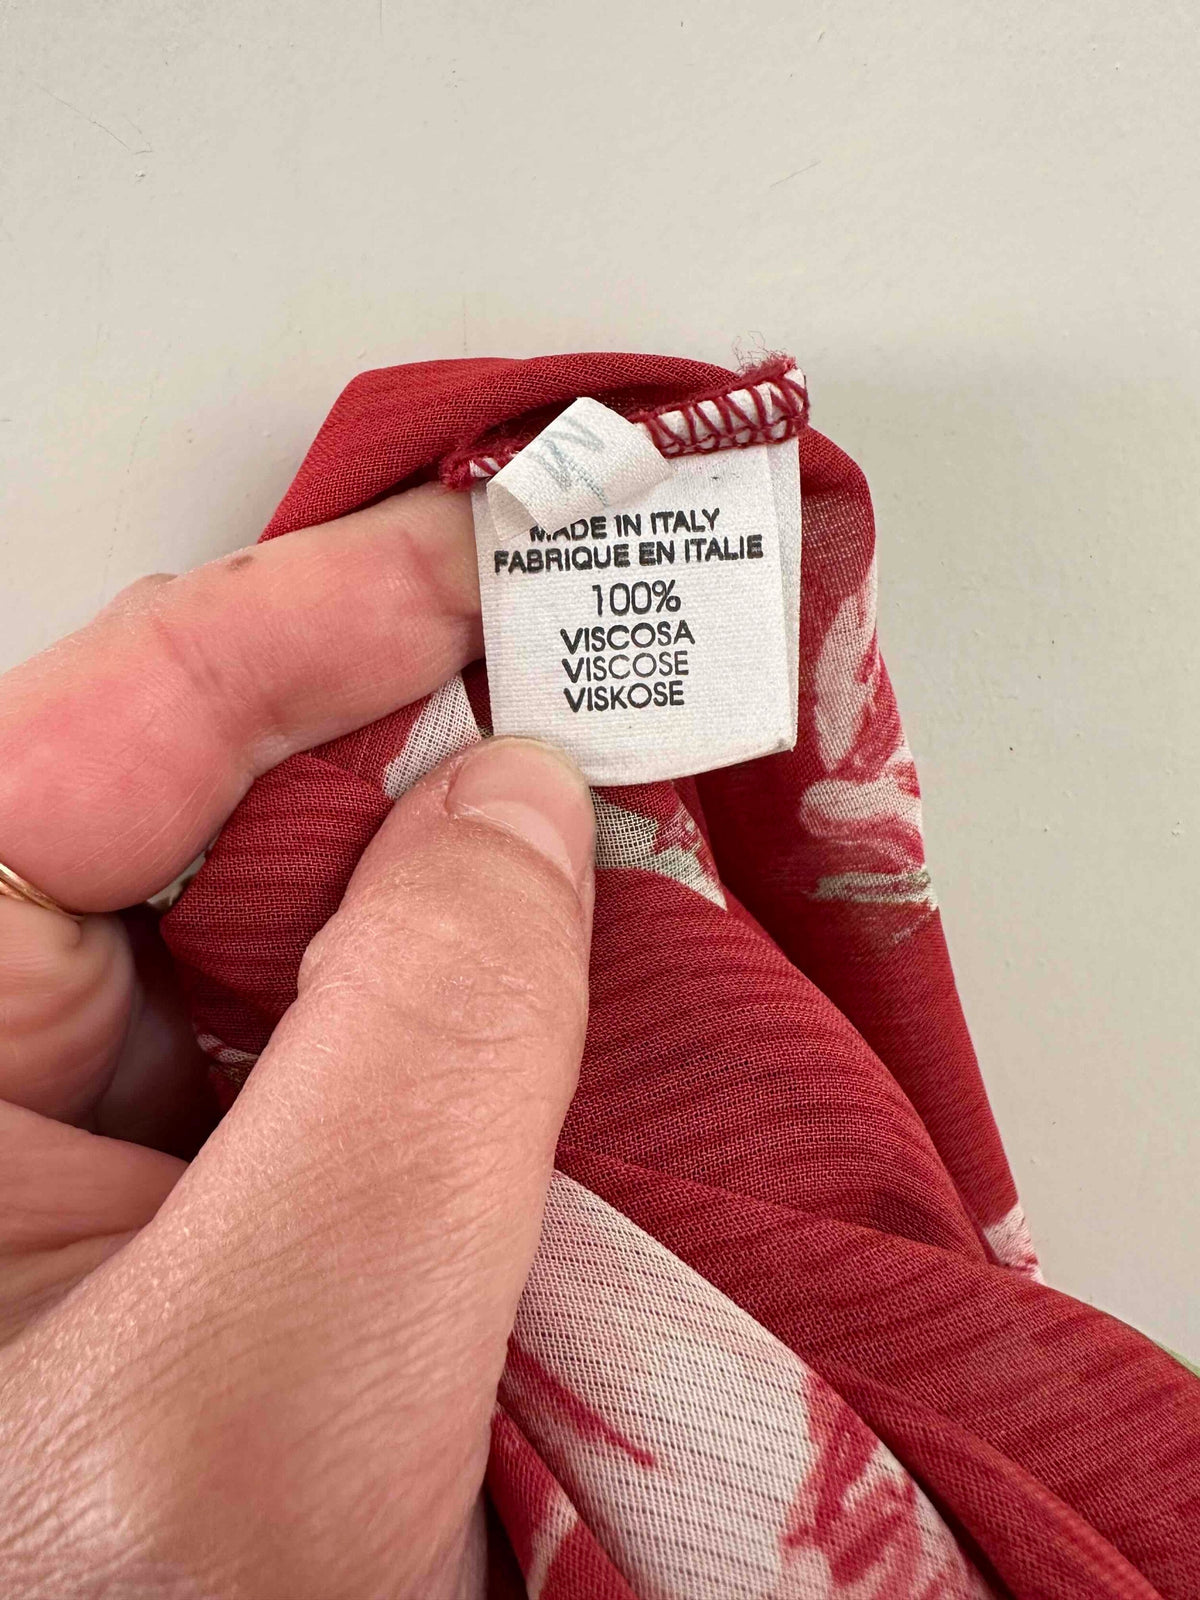 MADE IN ITALY
FABRIQUE EN ITALIE
100%
VISCOSA
VISCOSE
VISKOSE